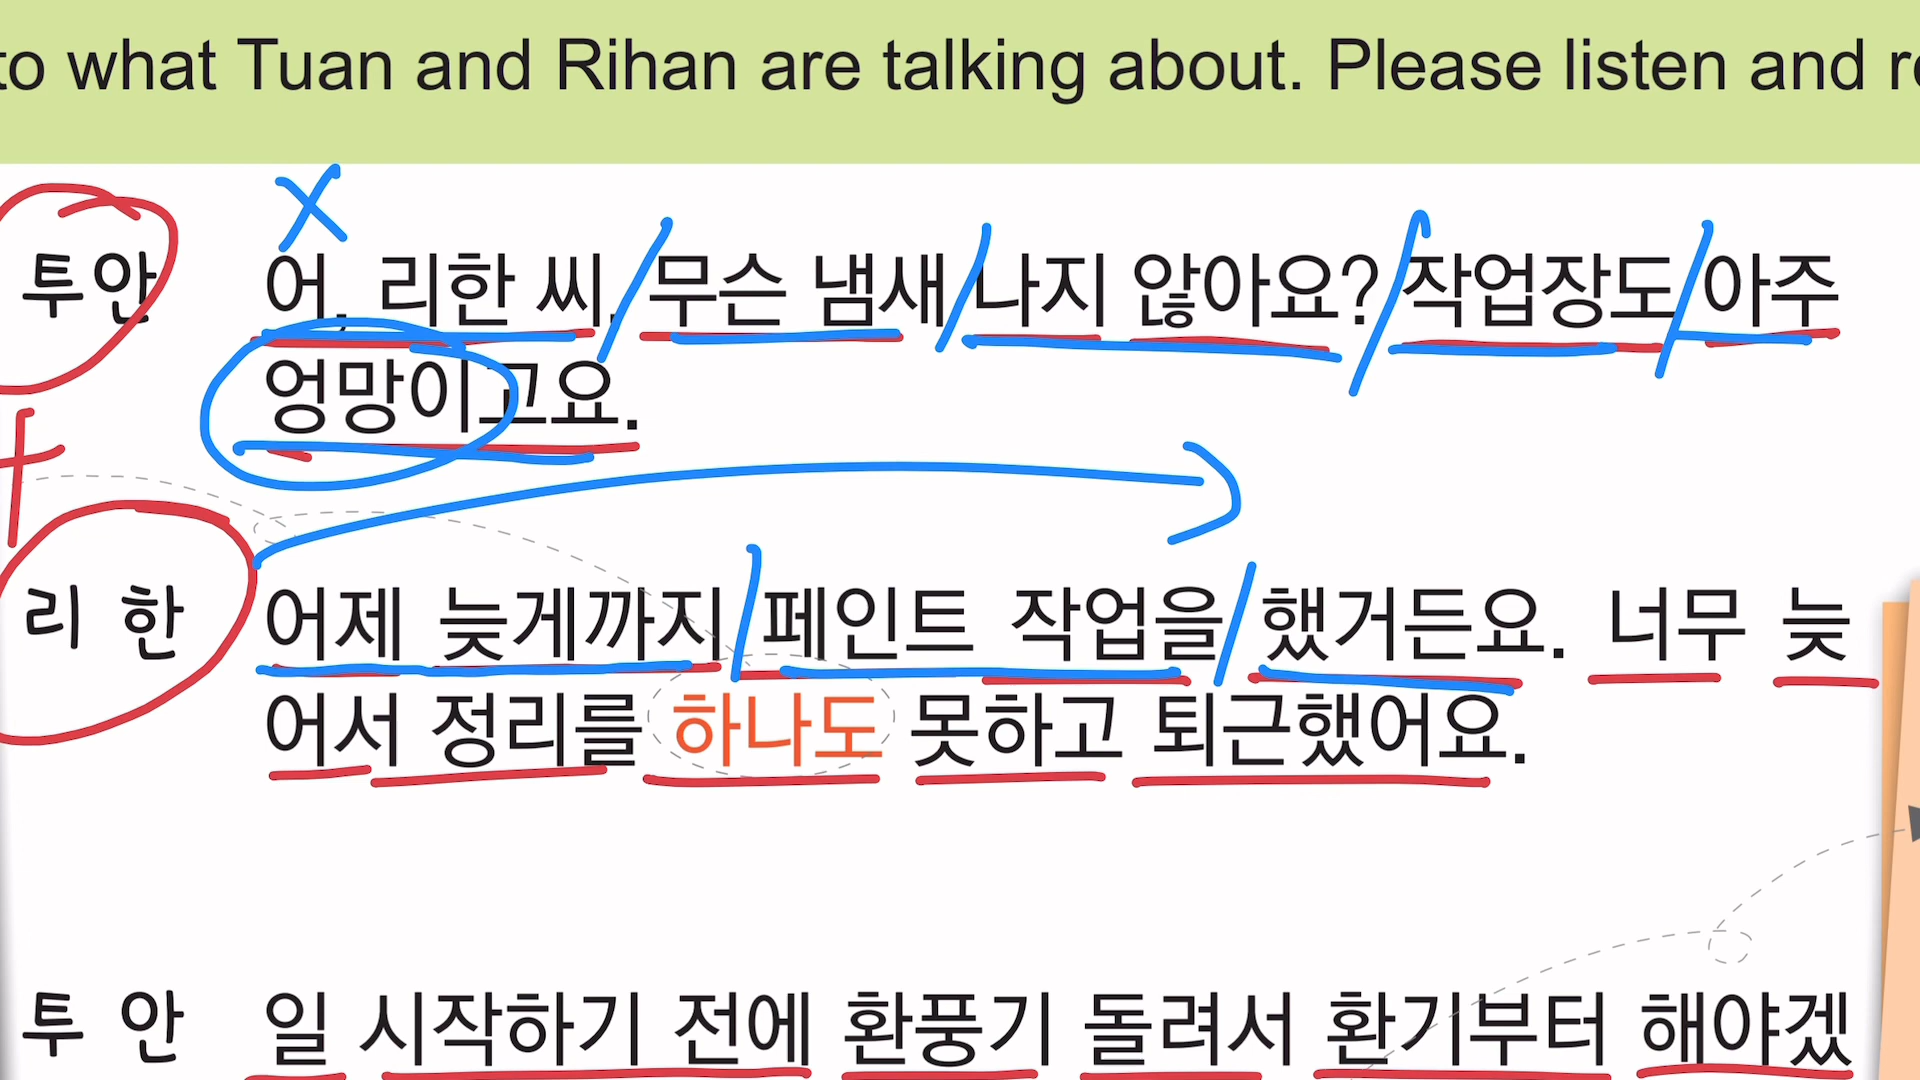 to what Tuan and Rihan are talking about. Please listen and
투안 어, 리한 씨, 무슨 냄새 나지 않아요? 작업장도 아주
엉망이고요.
리 한 어제 늦게까지 페인트 작업을 했거든요. 너무 늦
어서 정리를 하나도 못하고 퇴근했어요.
투 안 일 시작하기 전에 환풍기 돌려서 환기부터 해야겠